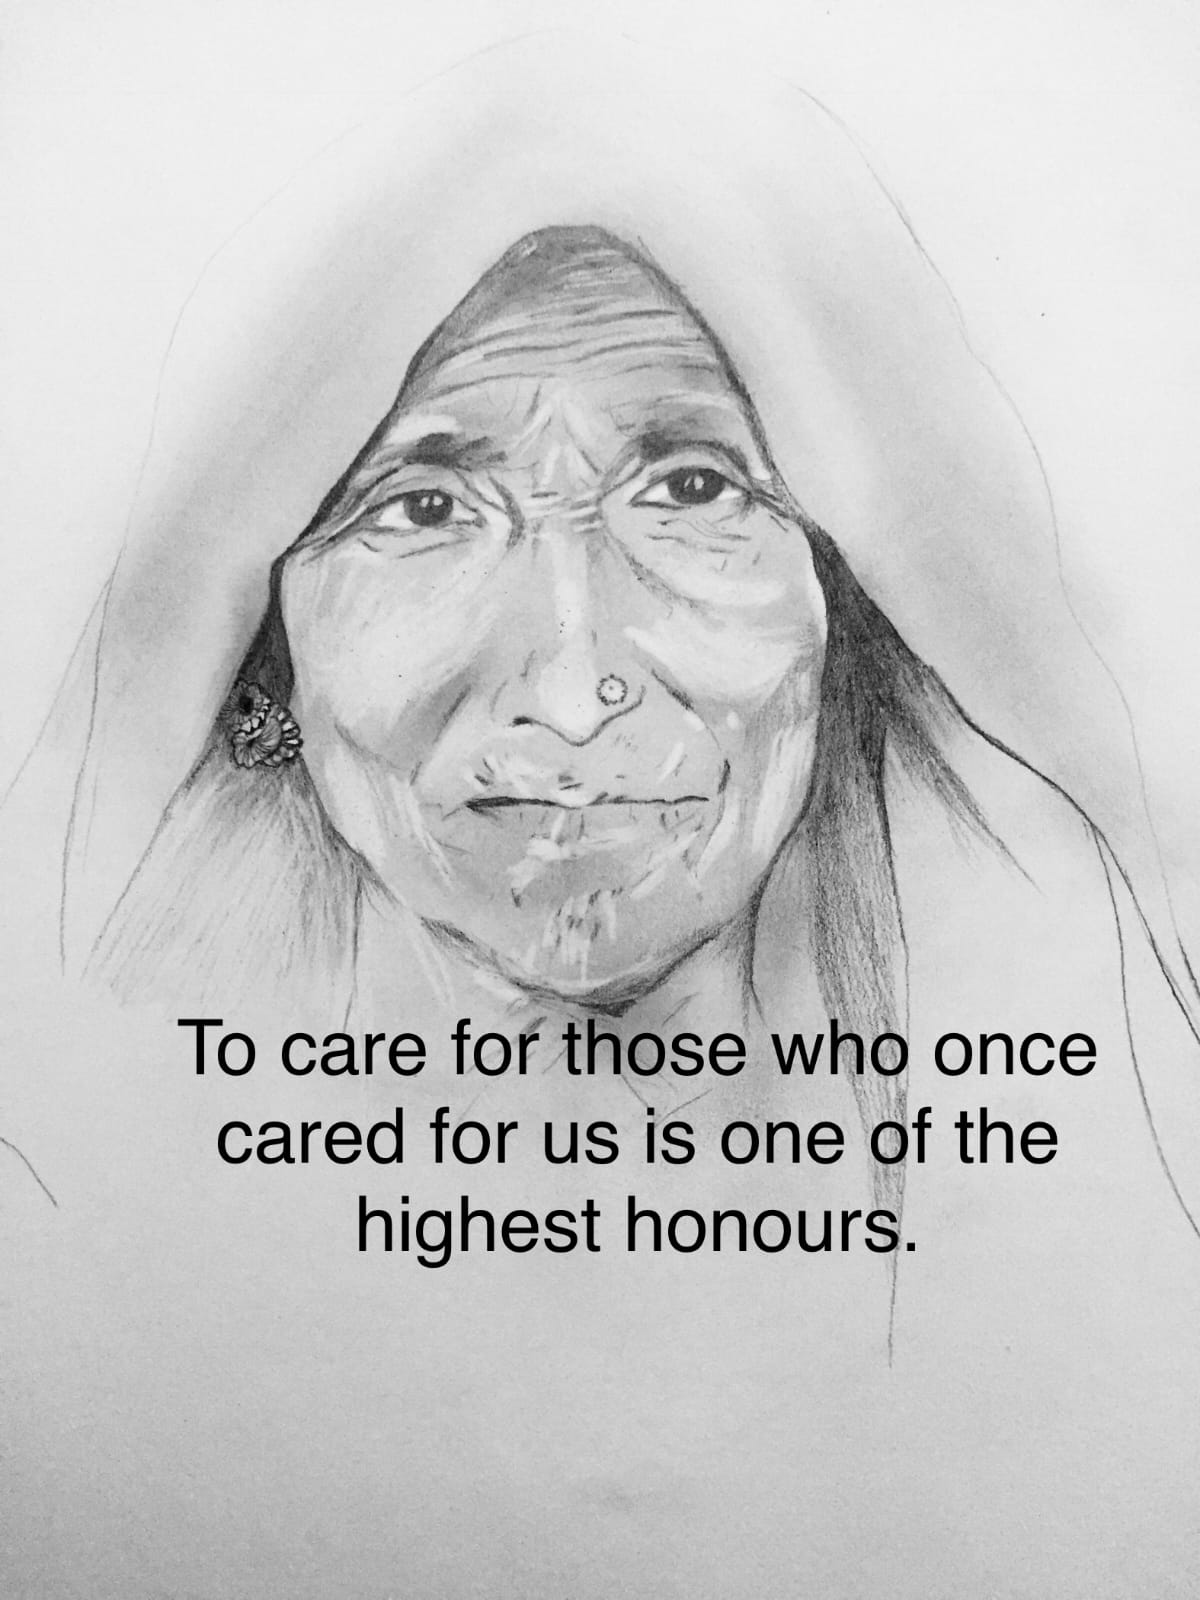 To care for those who once
cared for us is one of the
highest honours.